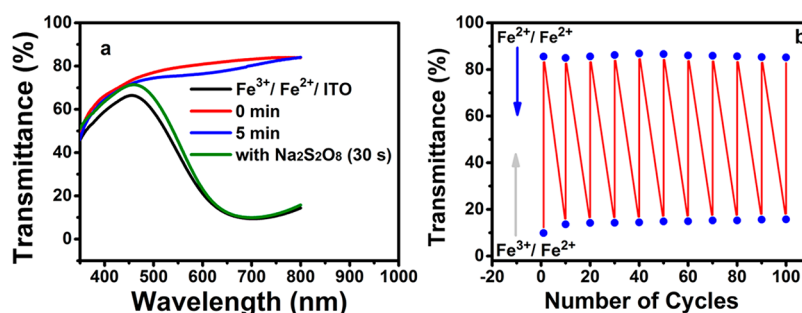 a
Transmittance (%)
100
80
60
40
20
0
Fe3+/ Fe2+/ ITO
0 min
5 min
with Na2S2O8 (30 s)
400 500 600 700 800 900 1000
Wavelength (nm)
b
Transmittance (%)
100
80
60
40
20
0
Fe2+/ Fe2+
Fe3+/ Fe2+
-20 0 20 40 60 80 100
Number of Cycles